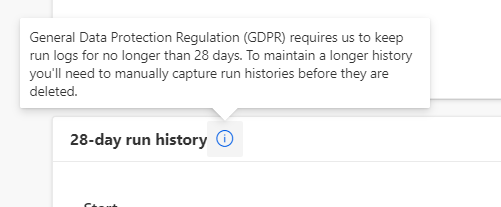 General Data Protection Regulation (GDPR) requires us to keep
run logs for no longer than 28 days. To maintain a longer history
you'll need to manually capture run histories before they are
deleted.
28-day run history
Start